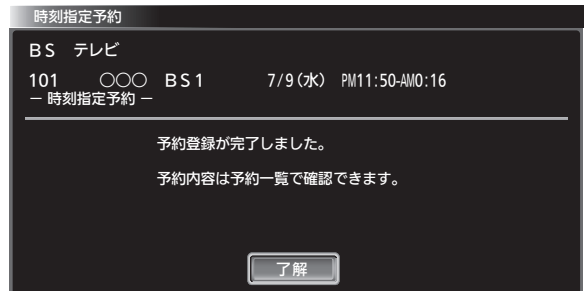 時刻指定予約
BS テレビ
101 ○○○ BS1 7/9(水) PM11:50-AM0:16
－ 時刻指定予約 －
予約登録が完了しました。
予約内容は予約一覧で確認できます。
了解